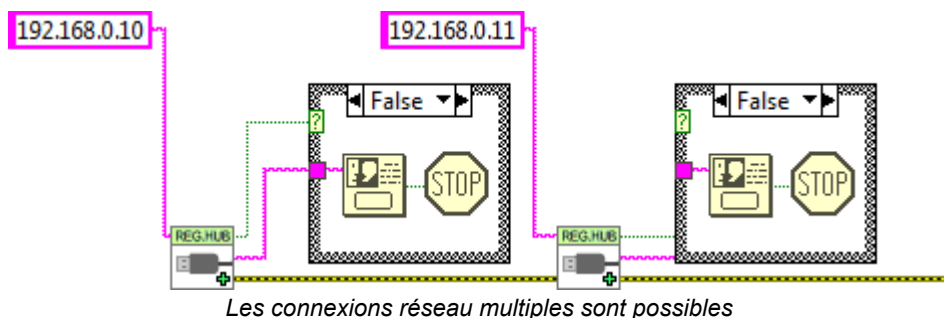 192.168.0.10
192.168.0.11
False
False
?
?
STOP
STOP
REG.HUB
REG.HUB
Les connexions réseau multiples sont possibles